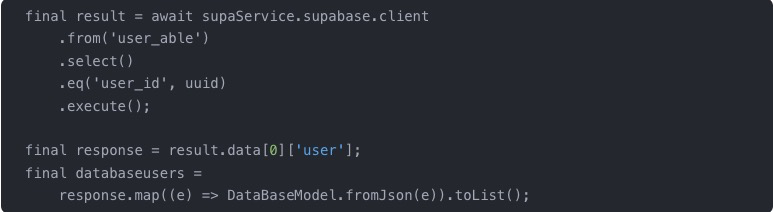 final result = await supaService.supabase.client
    .from('user_able')
    .select()
    .eq('user_id', uuid)
    .execute();

final response = result.data[0]['user'];
final databaseusers =
    response.map((e) => DataBaseModel.fromJson(e)).toList();